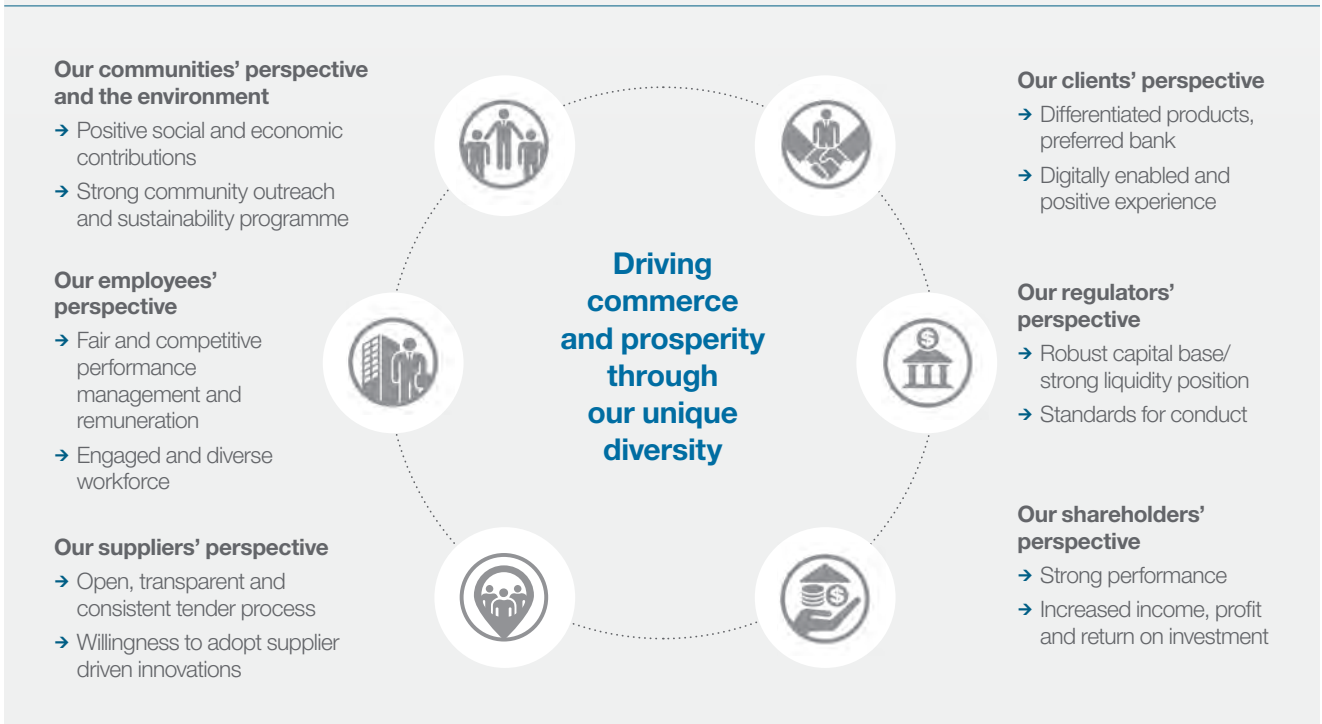 Our communities' perspective
and the environment
→ Positive social and economic
contributions
→ Strong community outreach
and sustainability programme
Our employees'
perspective
→ Fair and competitive
performance
management and
remuneration
→ Engaged and diverse
workforce
Our suppliers' perspective
→ Open, transparent and
consistent tender process
→ Willingness to adopt supplier
driven innovations
Driving
commerce
and prosperity
through
our unique
diversity
Our clients' perspective
→ Differentiated products,
preferred bank
→ Digitally enabled and
positive experience
Our regulators'
perspective
→ Robust capital base/
strong liquidity position
→ Standards for conduct
Our shareholders'
perspective
→ Strong performance
→ Increased income, profit
and return on investment
$
$